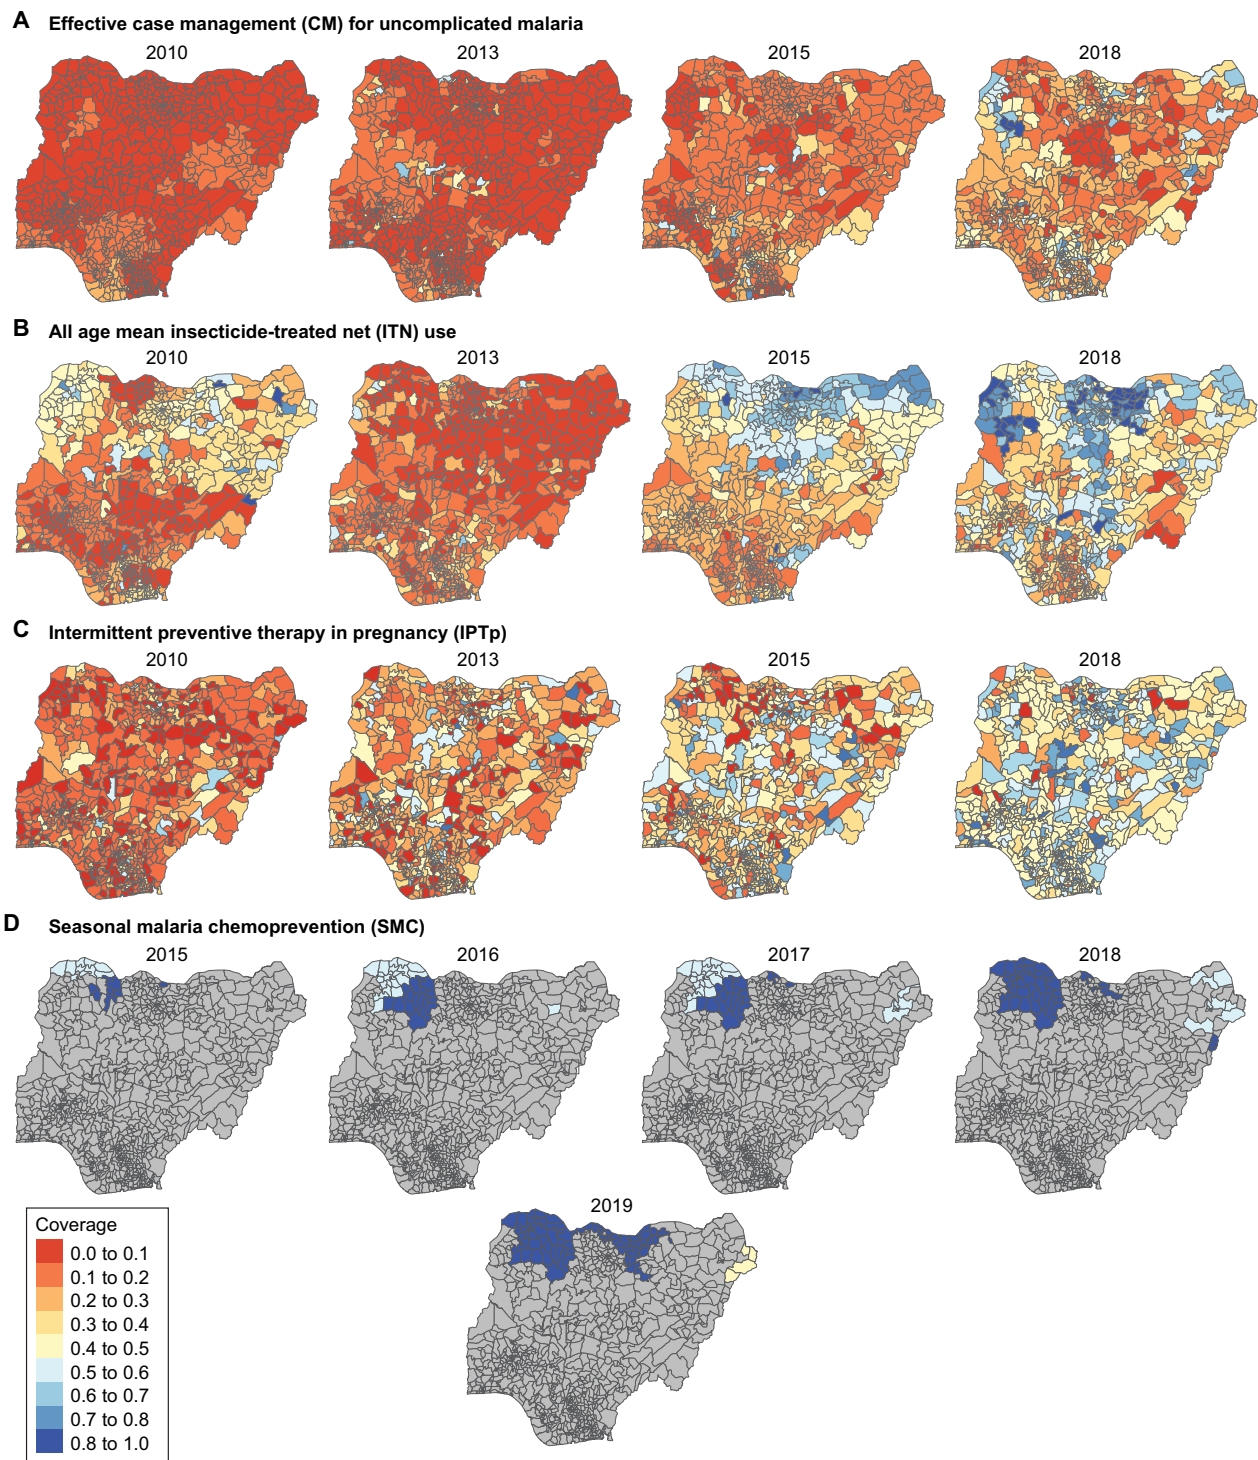 A Effective case management (CM) for uncomplicated malaria
2010 2013 2015 2018
B All age mean insecticide-treated net (ITN) use
2010 2013 2015 2018
C Intermittent preventive therapy in pregnancy (IPTp)
2010 2013 2015 2018
D Seasonal malaria chemoprevention (SMC)
2015 2016 2017 2018
2019
Coverage
0.0 to 0.1
0.1 to 0.2
0.2 to 0.3
0.3 to 0.4
0.4 to 0.5
0.5 to 0.6
0.6 to 0.7
0.7 to 0.8
0.8 to 1.0